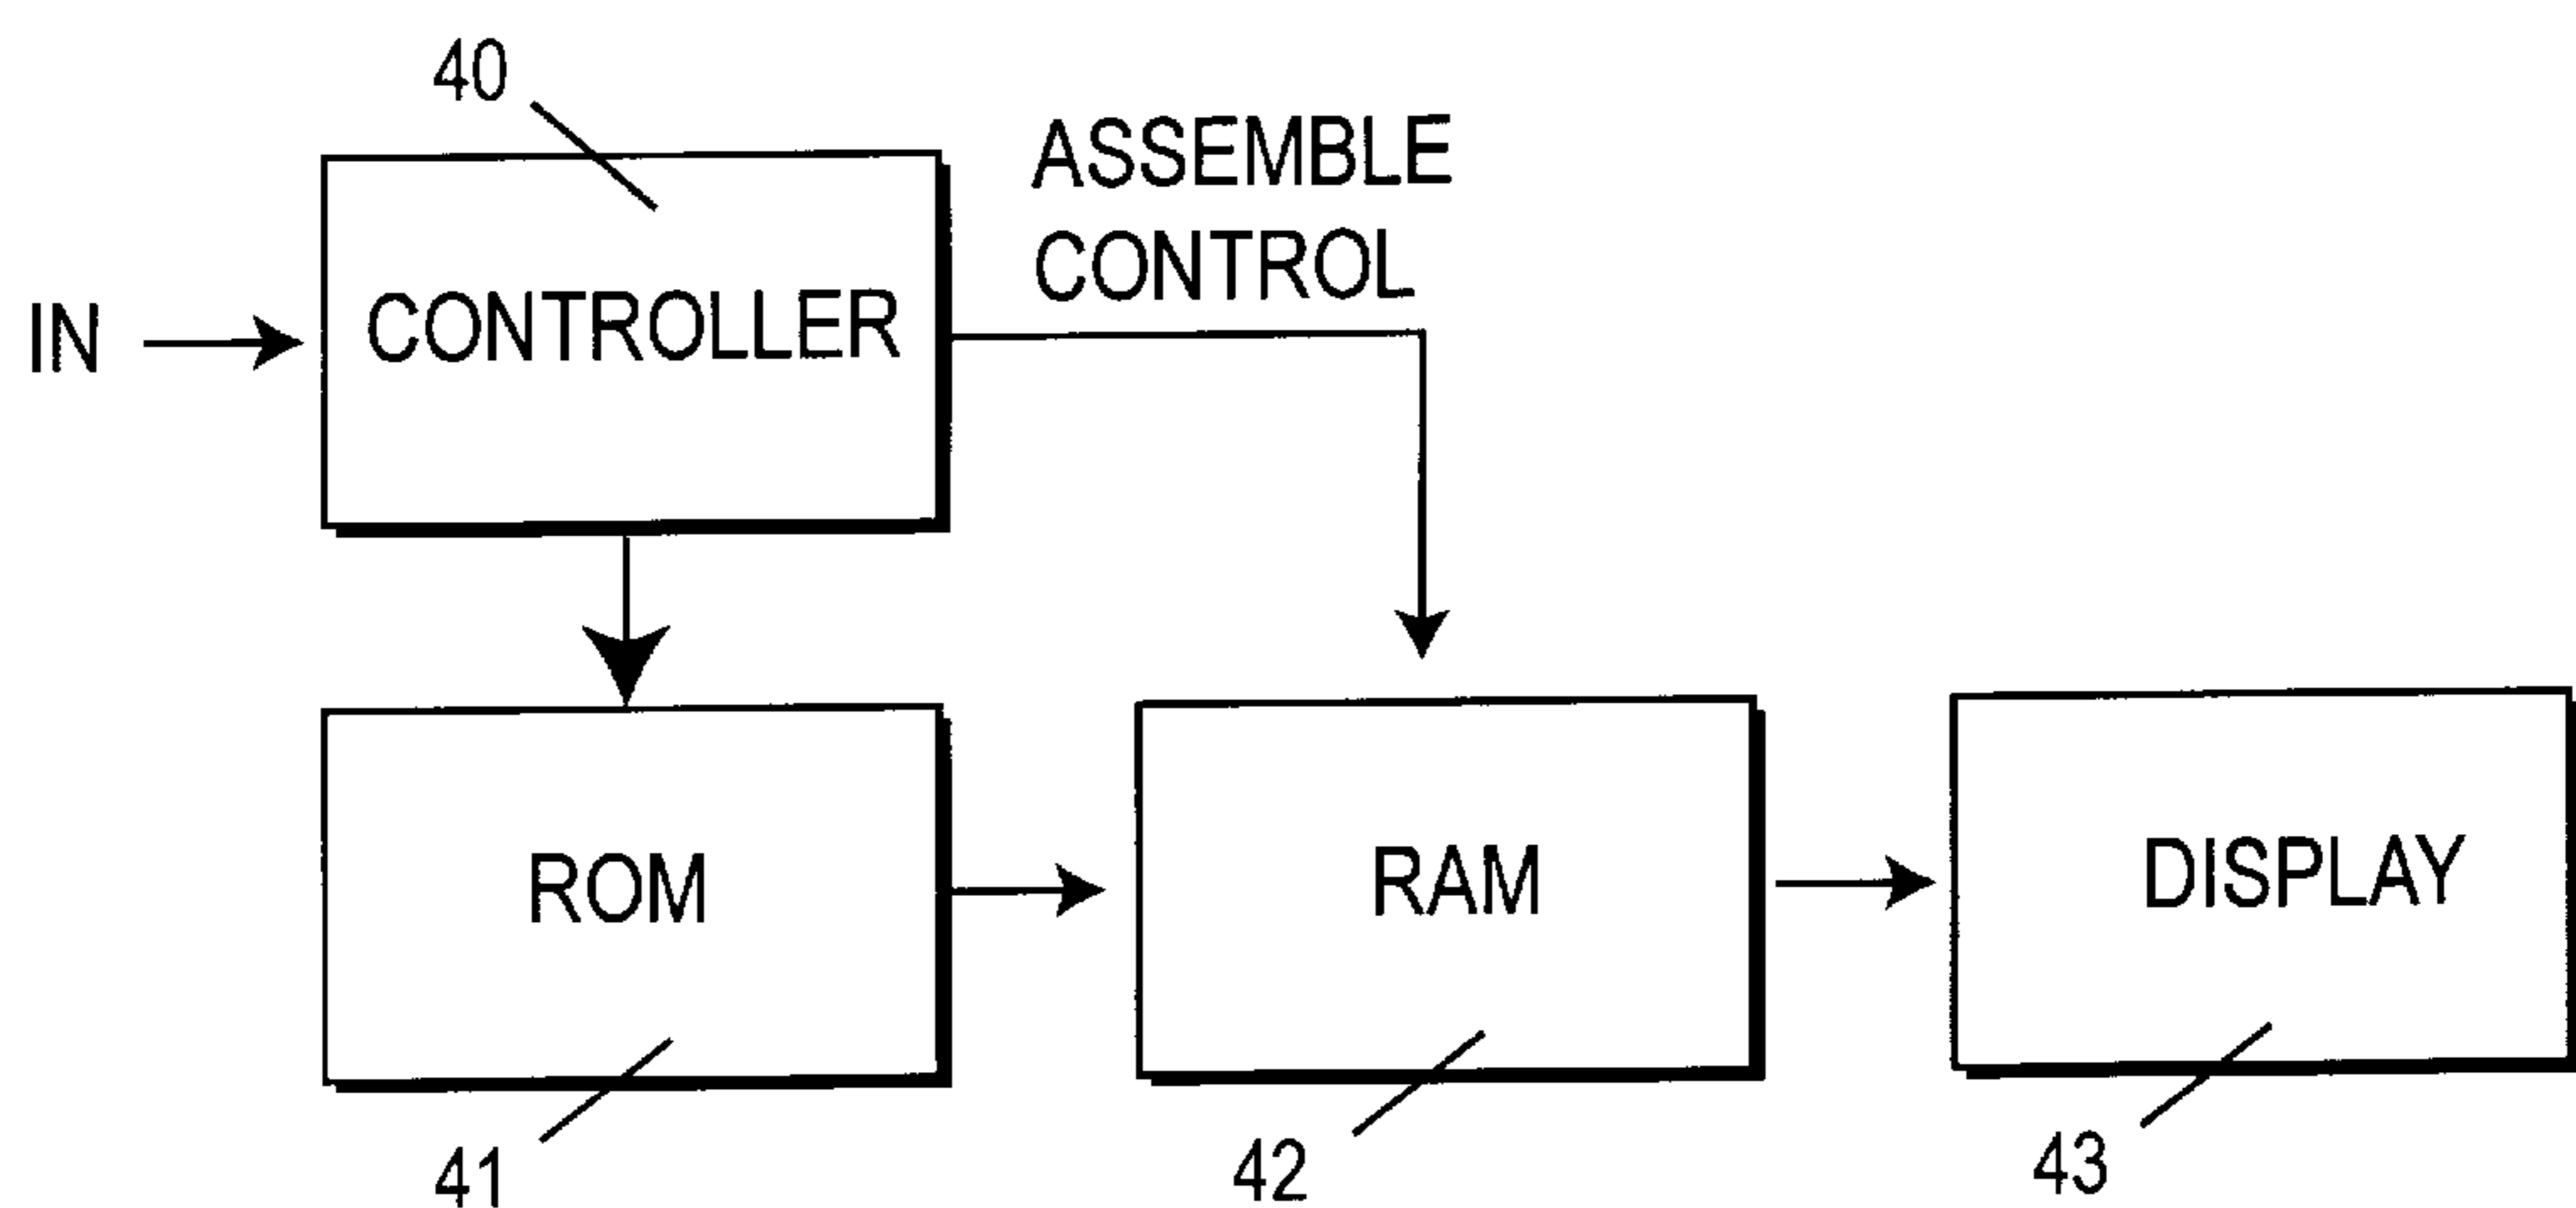 40
ASSEMBLE
CONTROL
IN
CONTROLLER
ROM
RAM
DISPLAY
41
42
43